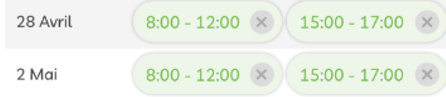 28 Avril 8:00 - 12:00 × 15:00 - 17:00 ×
2 Mai 8:00 - 12:00 × 15:00 - 17:00 ×